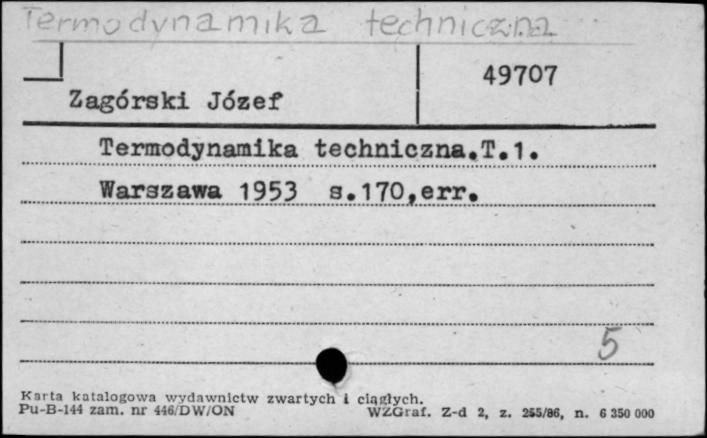 Termodynamika techniczna
49707
Zagórski Józef
Termodynamika techniczna.T.1.
Warszawa 1953 s.170,err.
5
Karta katalogowa wydawnictw zwartych i ciągłych.
Pu-B-144 zam. nr 446/DW/ON WZGraf. Z-d 2, z. 255/86, n. 6 350 000